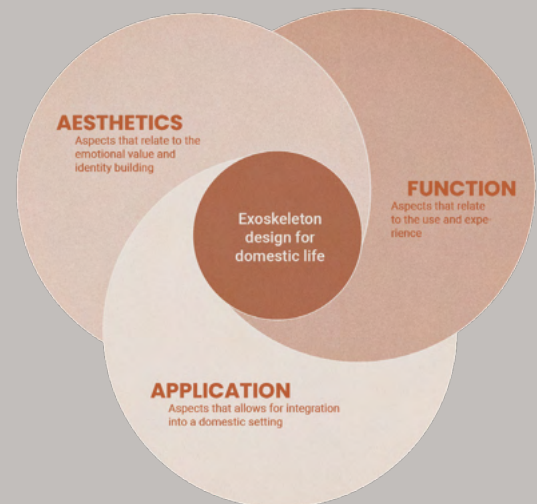 AESTHETICS
Aspects that relate to the
emotional value and
identity building
FUNCTION
Aspects that relate
to the use and expe-
rience
Exoskeleton
design for
domestic life
APPLICATION
Aspects that allows for integration
into a domestic setting